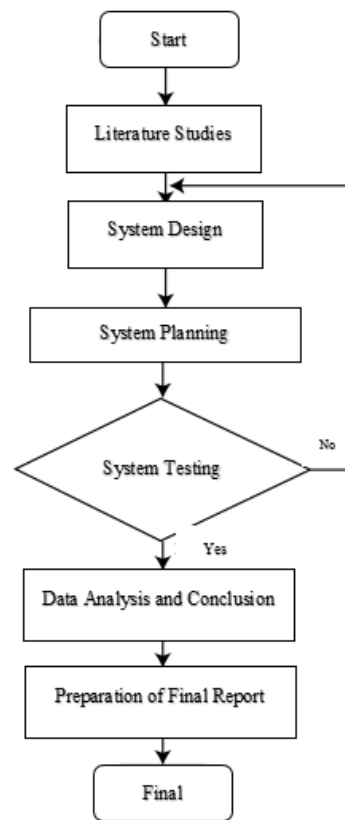 Start
Literature Studies
System Design
System Planning
System Testing
No
Yes
Data Analysis and Conclusion
Preparation of Final Report
Final